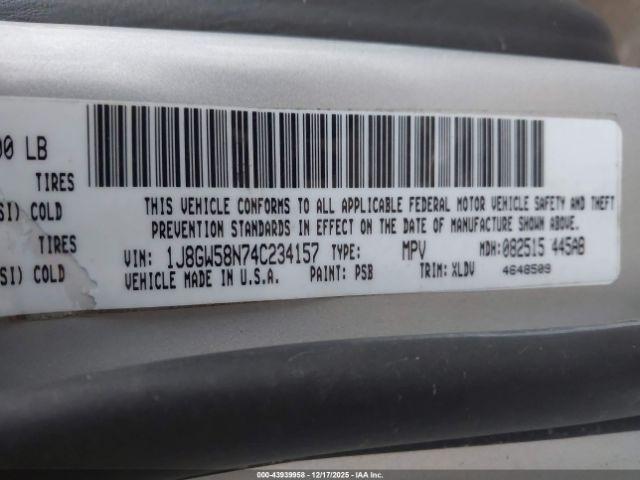 00 LB
TIRES
SI) COLD
TIRES
SI) COLD
THIS VEHICLE CONFORMS TO ALL APPLICABLE FEDERAL MOTOR VEHICLE SAFETY AND THEFT
PREVENTION STANDARDS IN EFFECT ON THE DATE OF MANUFACTURE SHOWN ABOVE.
VIN: 1J8GW58N74C234157 TYPE: MPV MDH:082515 445AB
VEHICLE MADE IN U.S.A. PAINT: PSB TRIM: XLDV 4648509
000-43939958 - 12/17/2025 - IAA Inc.